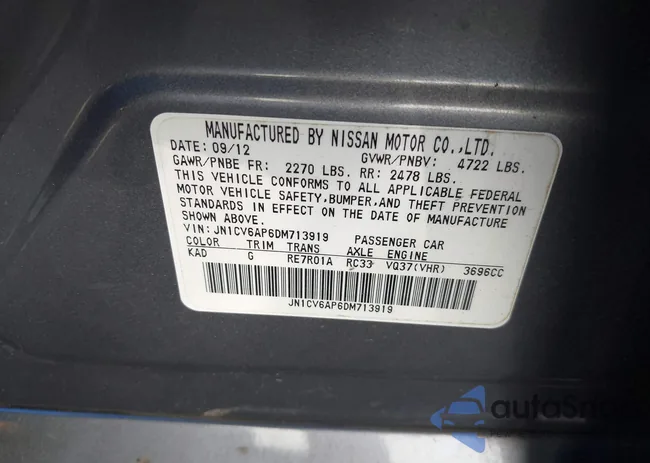 MANUFACTURED BY NISSAN MOTOR CO.,LTD.
DATE: 09/12 GVWR/PNBV: 4722 LBS.
GAWR/PNBE FR: 2270 LBS. RR: 2478 LBS.
THIS VEHICLE CONFORMS TO ALL APPLICABLE FEDERAL
MOTOR VEHICLE SAFETY,BUMPER,AND THEFT PREVENTION
STANDARDS IN EFFECT ON THE DATE OF MANUFACTURE
SHOWN ABOVE.
VIN: JN1CV6AP6DM713919 PASSENGER CAR
COLOR TRIM TRANS AXLE ENGINE
KAD G RE7R01A RC33 VQ37(VHR) 3696CC
JN1CV6AP6DM713919